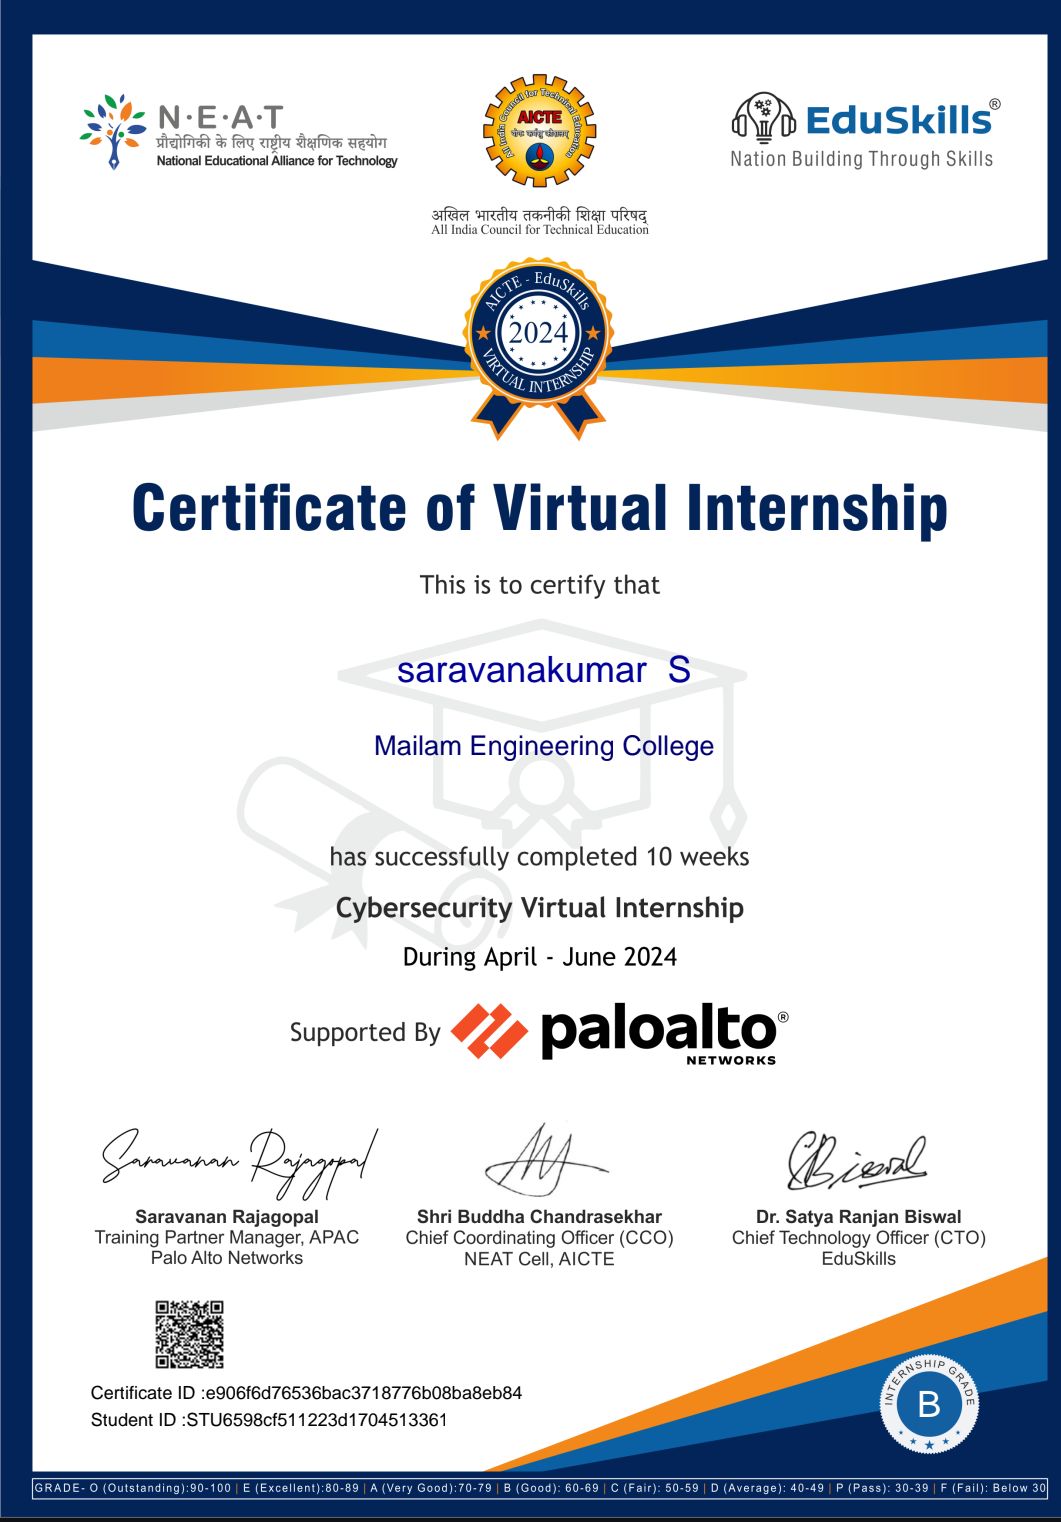 N·E·A·T
प्रौद्योगिकी के लिए राष्ट्रीय शैक्षणिक सहयोग
National Educational Alliance for Technology
All India Council for Technical Education
AICTE
योगः कर्मसु कौशलम्
अखिल भारतीय तकनीकी शिक्षा परिषद्
All India Council for Technical Education
EduSkills®
Nation Building Through Skills
AICTE - EduSkills
2024
VIRTUAL INTERNSHIP
Certificate of Virtual Internship
This is to certify that
saravanakumar S
Mailam Engineering College
has successfully completed 10 weeks
Cybersecurity Virtual Internship
During April - June 2024
Supported By paloalto®
NETWORKS
Saravanan Rajagopal
Saravanan Rajagopal
Training Partner Manager, APAC
Palo Alto Networks
Shri Buddha Chandrasekhar
Chief Coordinating Officer (CCO)
NEAT Cell, AICTE
SRBiswal
Dr. Satya Ranjan Biswal
Chief Technology Officer (CTO)
EduSkills
Certificate ID :e906f6d76536bac3718776b08ba8eb84
Student ID :STU6598cf511223d1704513361
INTERNSHIP GRADE
B
GRADE- O (Outstanding):90-100 | E (Excellent):80-89 | A (Very Good):70-79 | B (Good): 60-69 | C (Fair): 50-59 | D (Average): 40-49 | P (Pass): 30-39 | F (Fail): Below 30